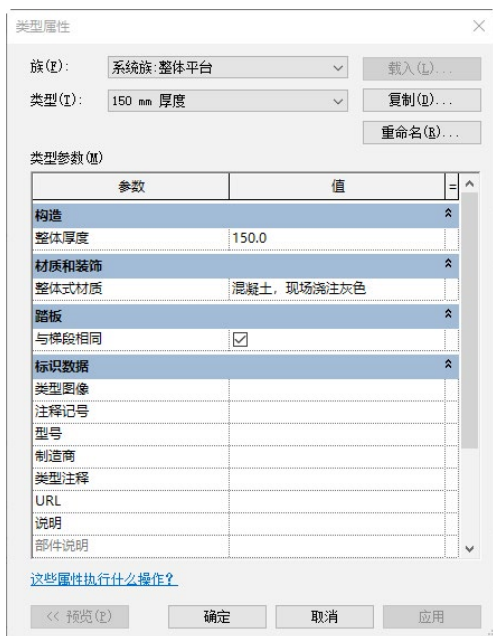 类型属性
族(F): 系统族:整体平台 载入(L)...
类型(T): 150 mm 厚度 复制(D)...
重命名(R)...
类型参数(M)
参数 值 =
构造
整体厚度 150.0
材质和装饰
整体式材质 混凝土, 现场浇注灰色
踏板
与梯段相同
标识数据
类型图像
注释记号
型号
制造商
类型注释
URL
说明
部件说明
这些属性执行什么操作?
<< 预览(P) 确定 取消 应用